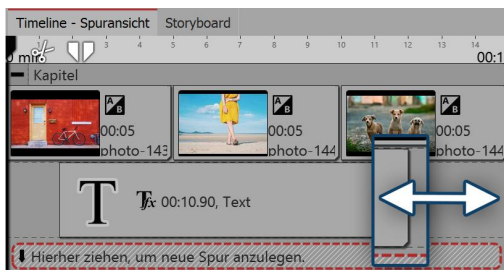 Timeline - Spuransicht Storyboard
3 4 5 6 7 8 9 10 11 12 13 14
0 min 00:1
Kapitel
A B A B A B
00:05 00:05 00:05
photo-143 photo-144 photo-144
T Tfx 00:10.90, Text
Hierher ziehen, um neue Spur anzulegen.